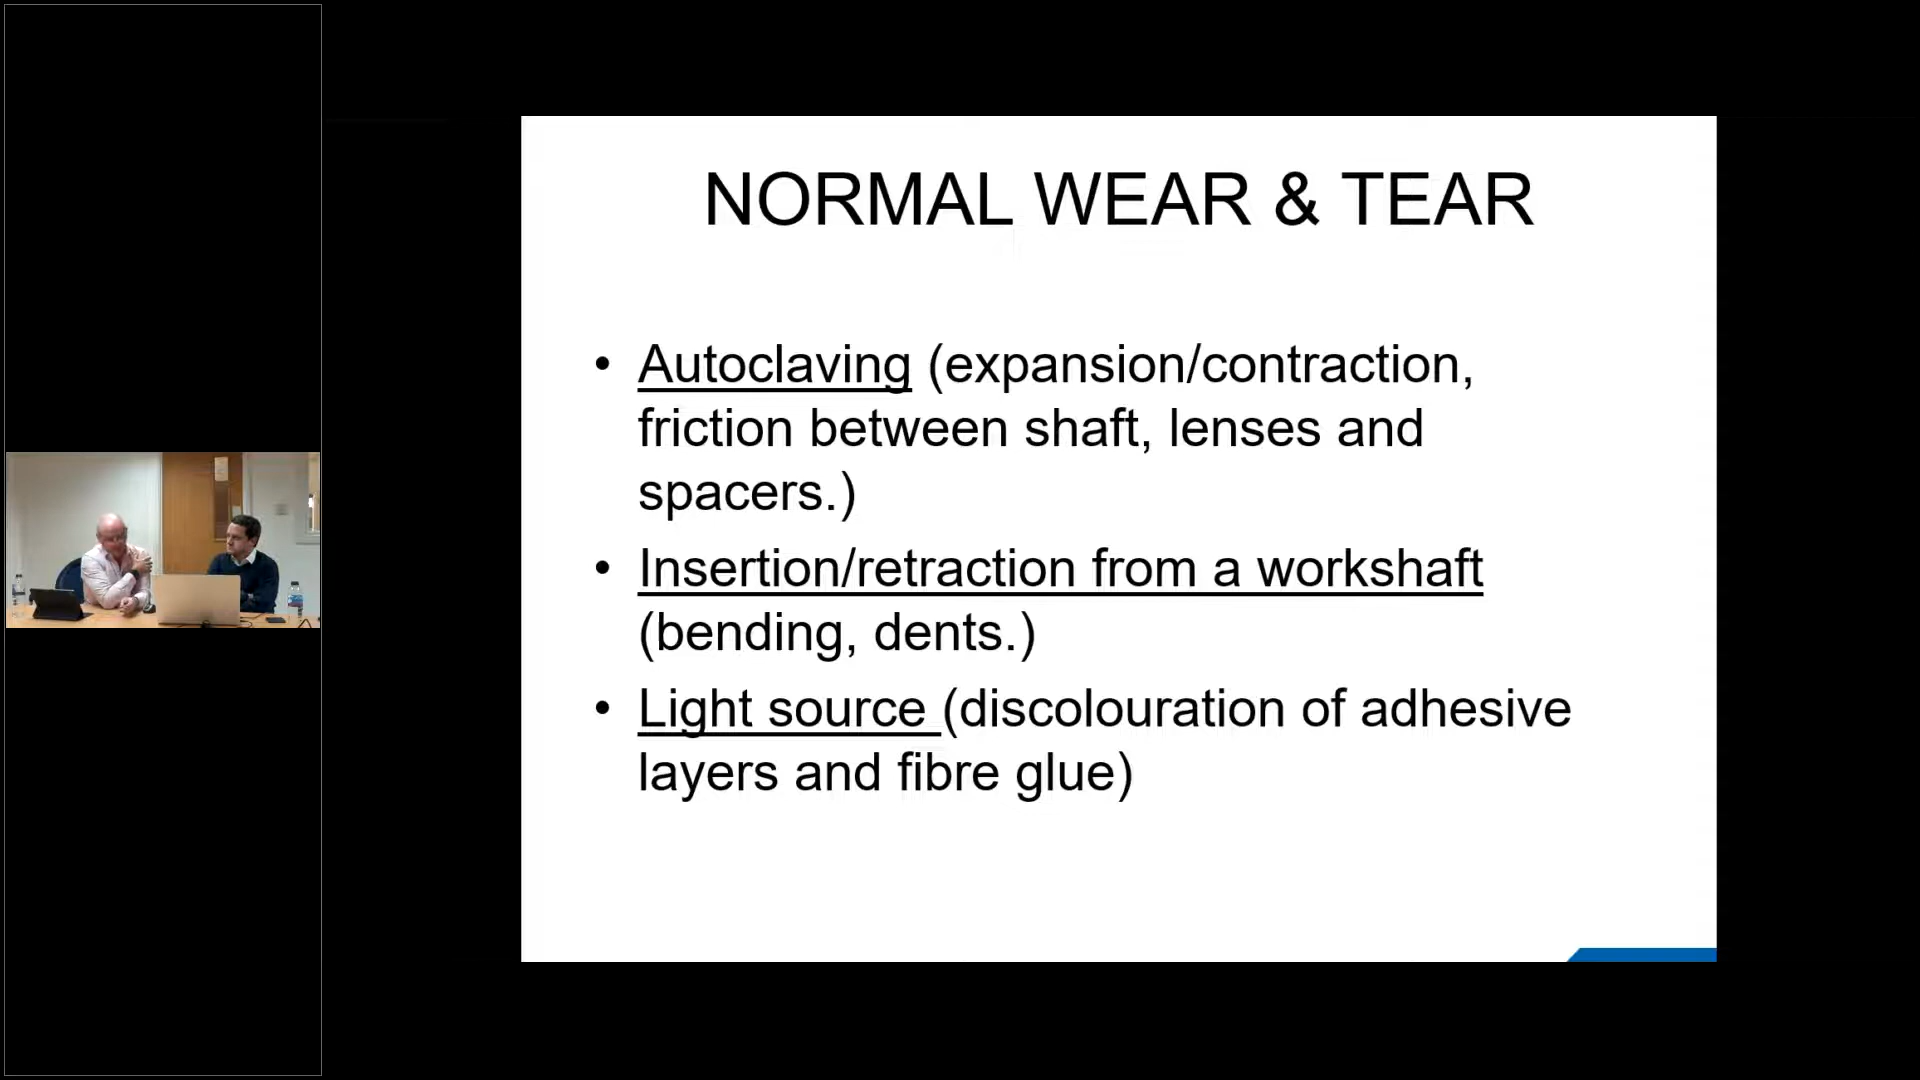 NORMAL WEAR & TEAR
• Autoclaving (expansion/contraction,
friction between shaft, lenses and
spacers.)
• Insertion/retraction from a workshaft
(bending, dents.)
• Light source (discolouration of adhesive
layers and fibre glue)